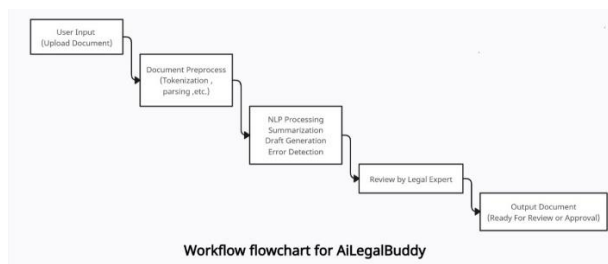 User Input
(Upload Document)
Document Preprocess
(Tokenization ,
parsing ,etc.)
NLP Processing
Summarization
Draft Generation
Error Detection
Review by Legal Expert
Output Document
(Ready For Review or Approval)
Workflow flowchart for AiLegalBuddy